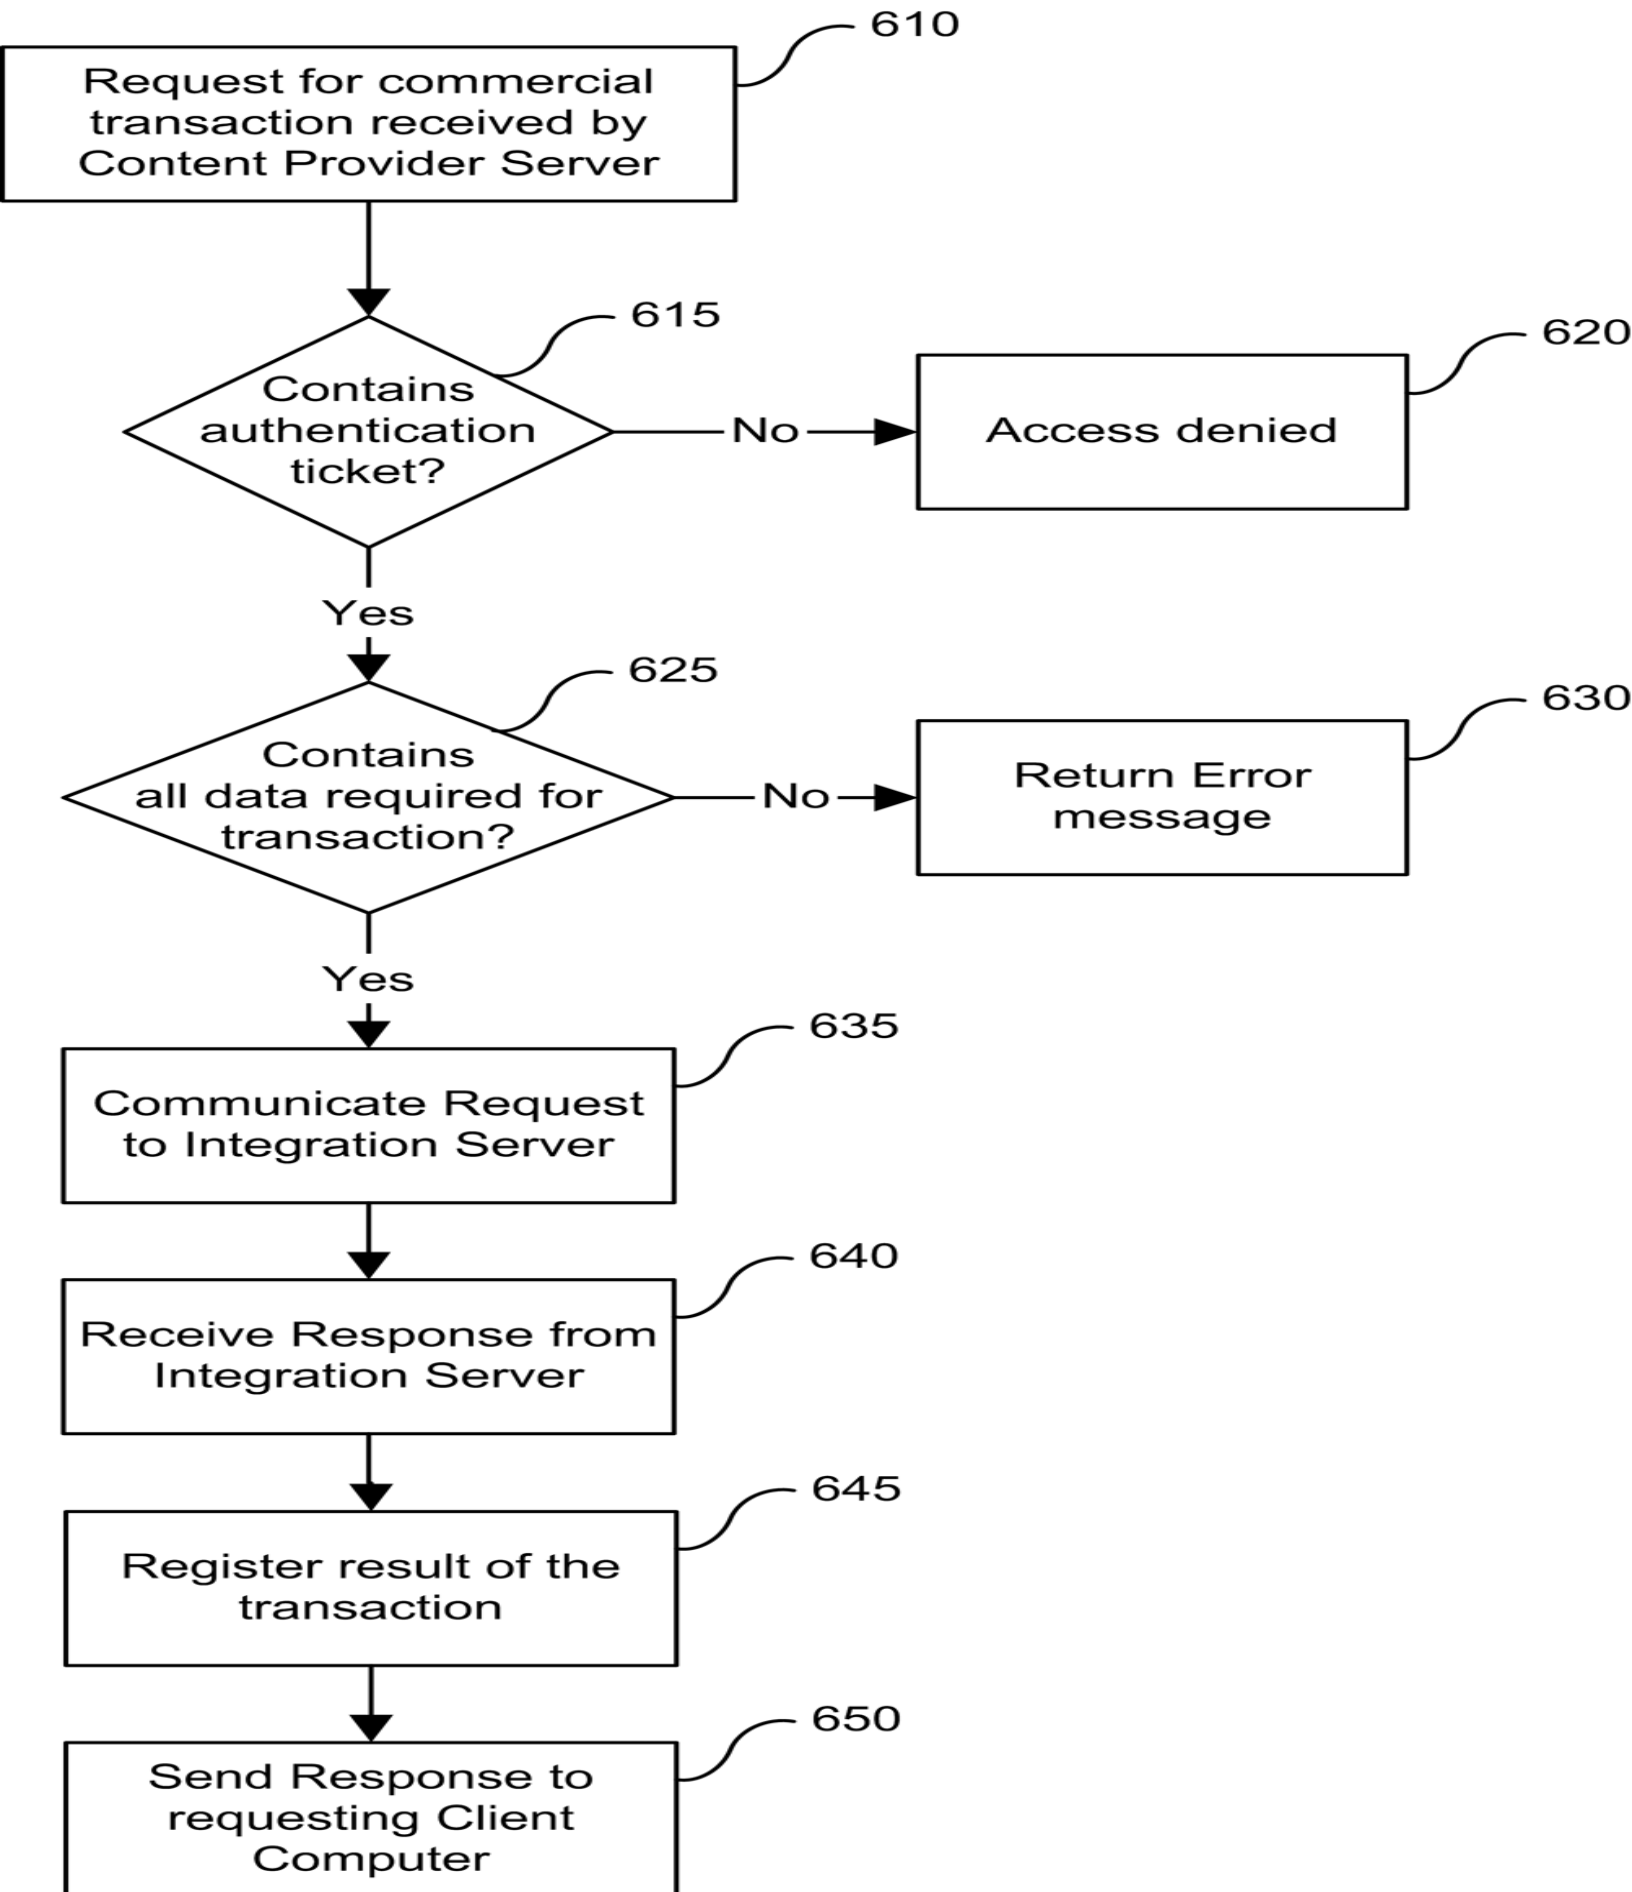 610
Request for commercial
transaction received by
Content Provider Server
615
Contains
authentication
ticket?
No
620
Access denied
Yes
625
Contains
all data required for
transaction?
No
630
Return Error
message
Yes
635
Communicate Request
to Integration Server
640
Receive Response from
Integration Server
645
Register result of the
transaction
650
Send Response to
requesting Client
Computer